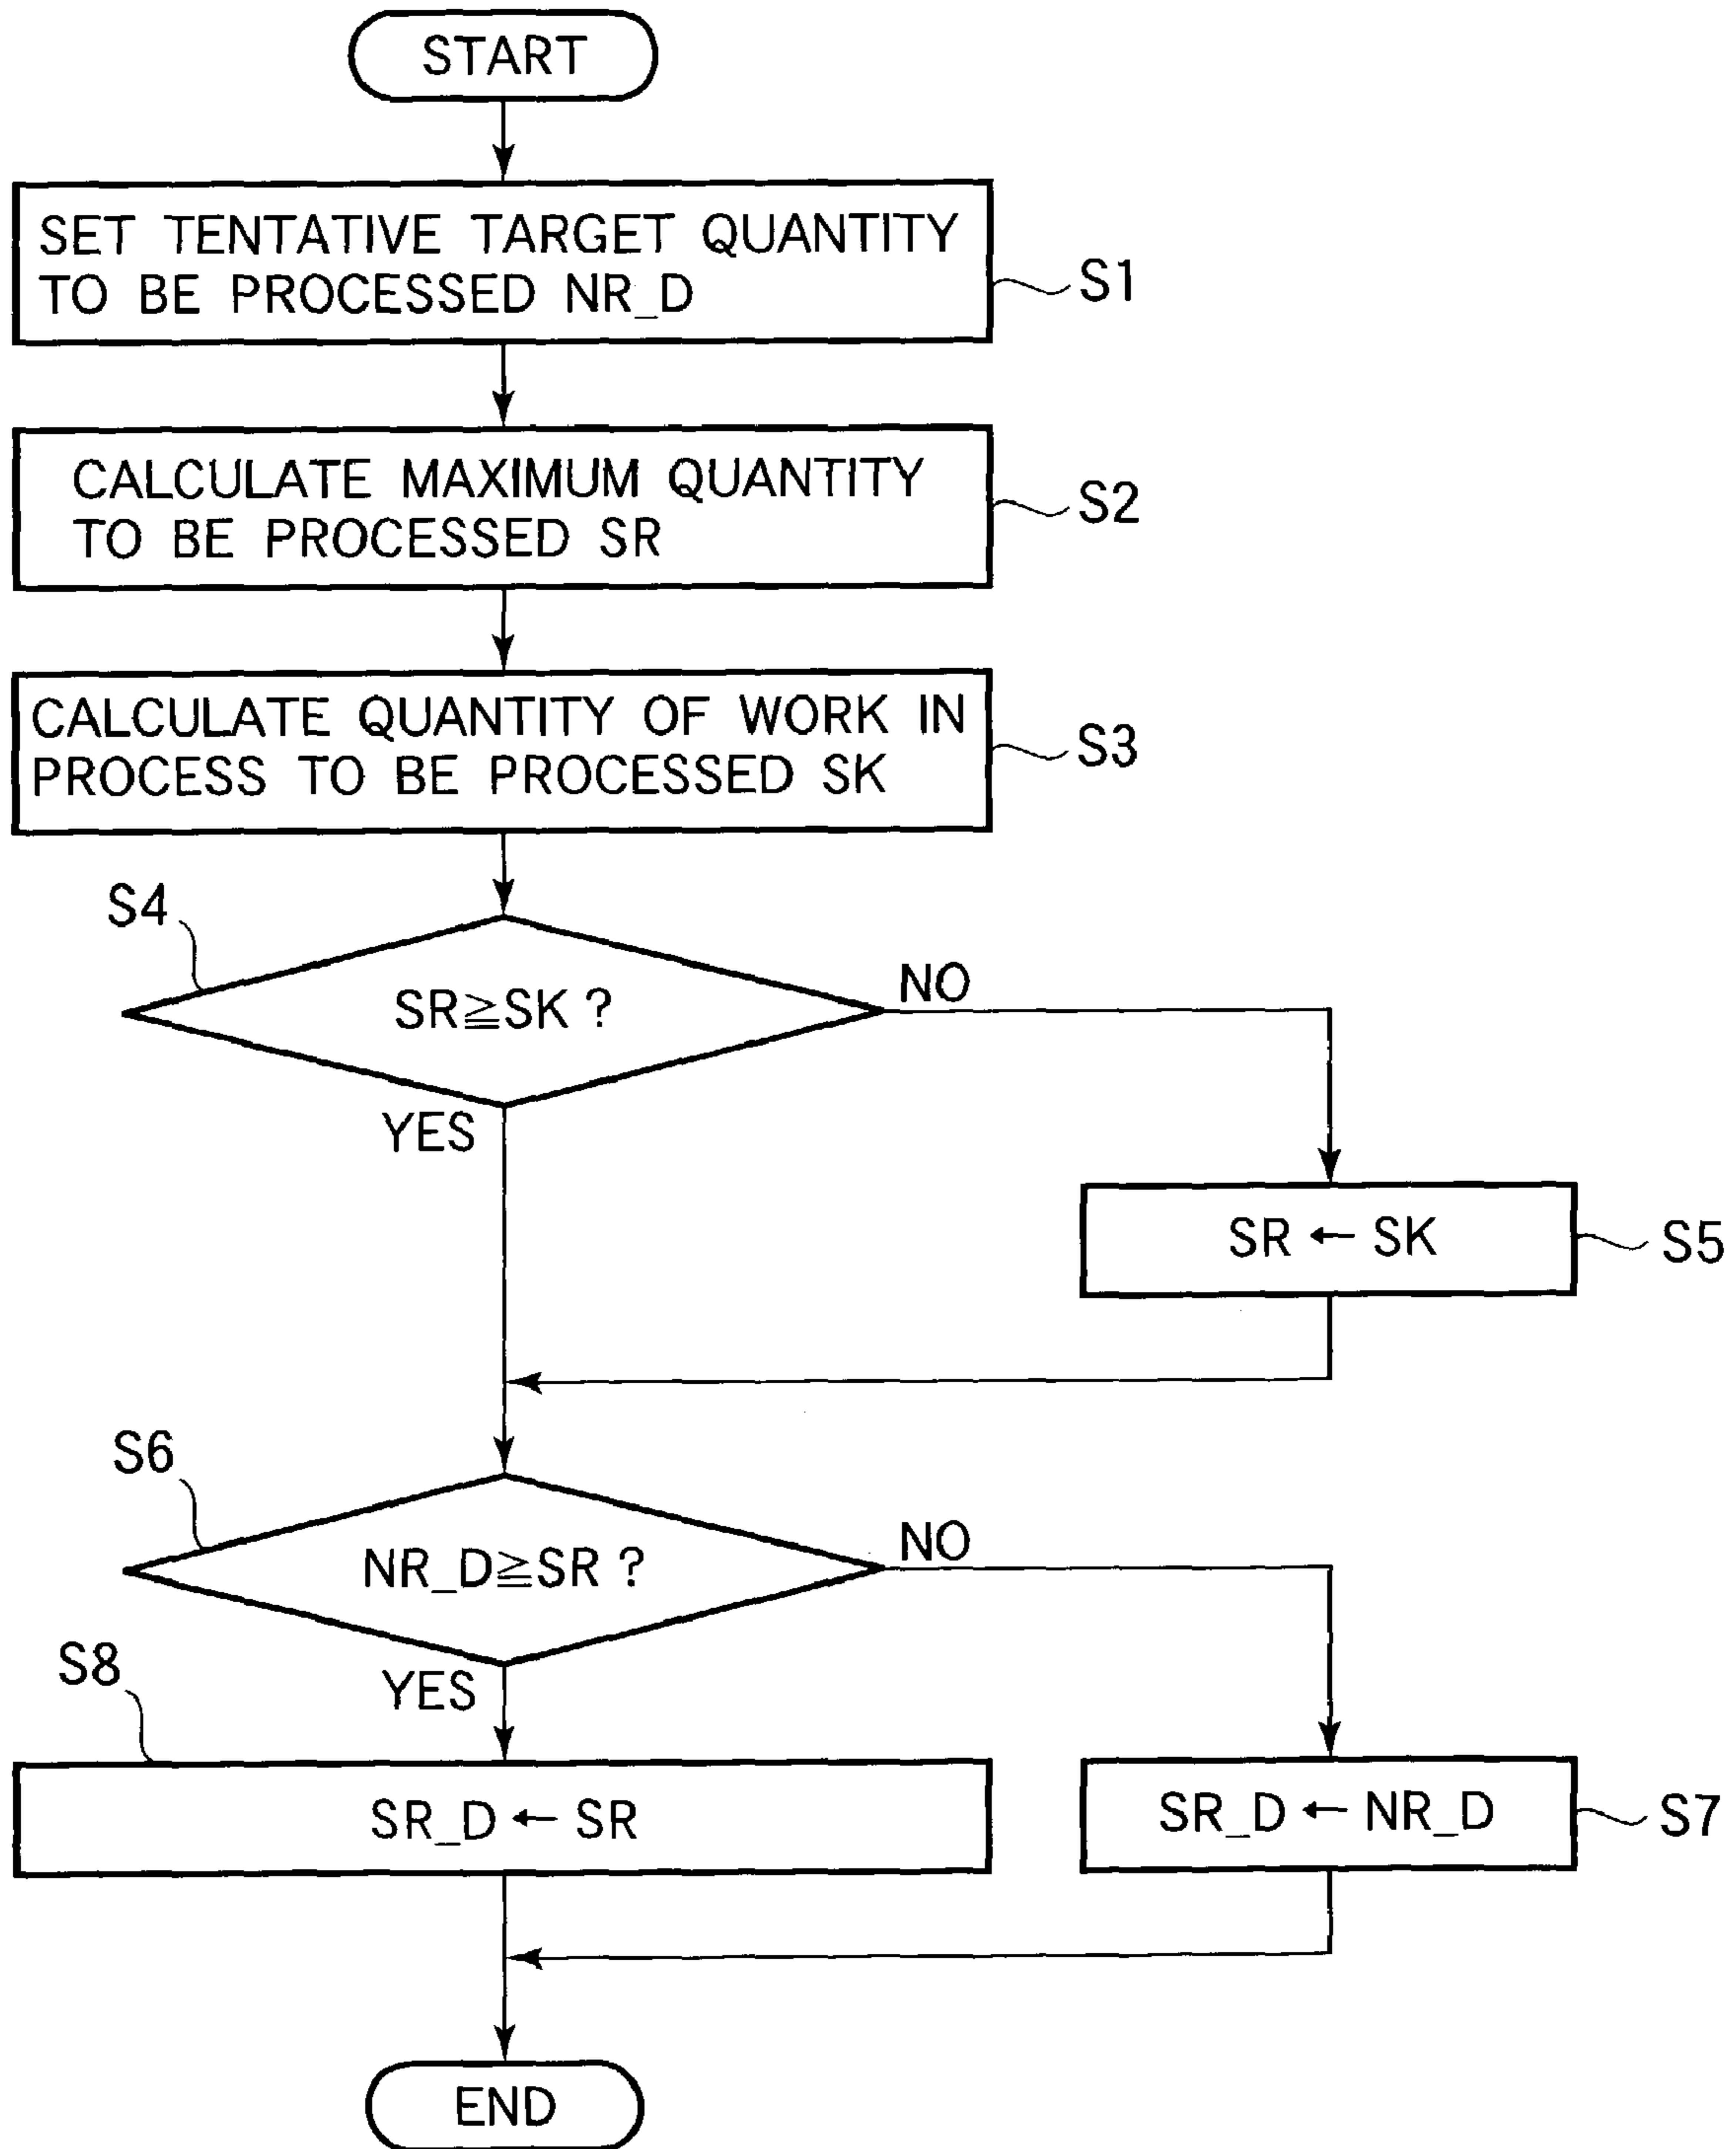 START
SET TENTATIVE TARGET QUANTITY
TO BE PROCESSED NR_D
S1
CALCULATE MAXIMUM QUANTITY
TO BE PROCESSED SR
S2
CALCULATE QUANTITY OF WORK IN
PROCESS TO BE PROCESSED SK
S3
S4
SR≧SK ?
NO
YES
SR ← SK
S5
S6
NR_D≧SR ?
NO
YES
S8
SR_D ← SR
SR_D ← NR_D
S7
END